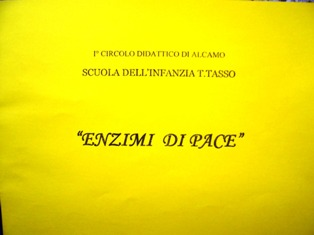 I° CIRCOLO DIDATTICO DI ALCAMO
SCUOLA DELL'INFANZIA T.TASSO
"ENZIMI DI PACE"